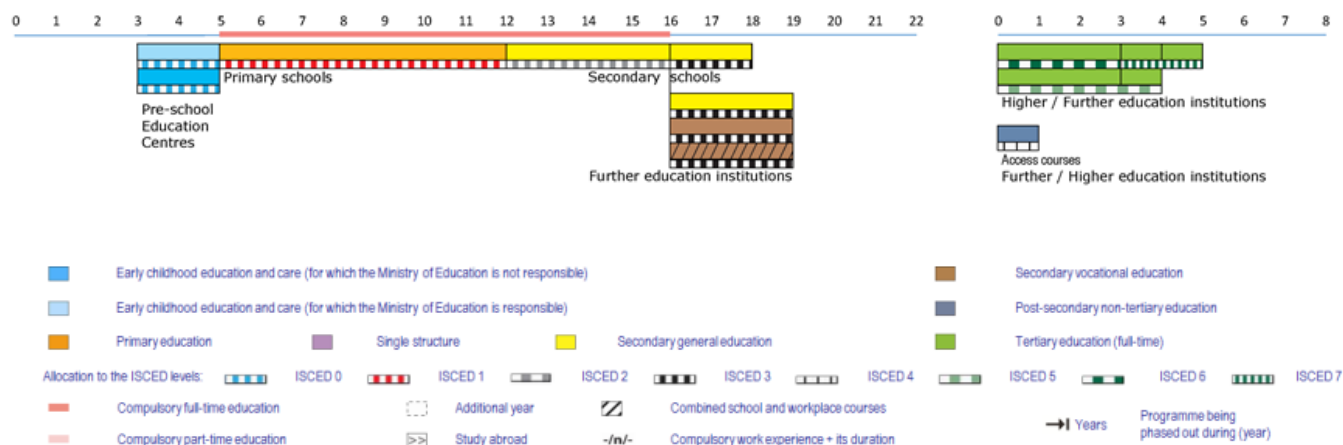 0 1 2 3 4 5 6 7 8 9 10 11 12 13 14 15 16 17 18 19 20 21 22 0 1 2 3 4 5 6 7 8
Primary schools Secondary schools
Pre-school
Education
Centres
Higher / Further education institutions
Access courses
Further education institutions Further / Higher education institutions
Early childhood education and care (for which the Ministry of Education is not responsible) Secondary vocational education
Early childhood education and care (for which the Ministry of Education is responsible) Post-secondary non-tertiary education
Primary education Single structure Secondary general education Tertiary education (full-time)
Allocation to the ISCED levels: ISCED 0 ISCED 1 ISCED 2 ISCED 3 ISCED 4 ISCED 5 ISCED 6 ISCED 7
Compulsory full-time education Additional year Combined school and workplace courses
Compulsory part-time education >> Study abroad -/n/- Compulsory work experience + its duration
Years Programme being
phased out during (year)